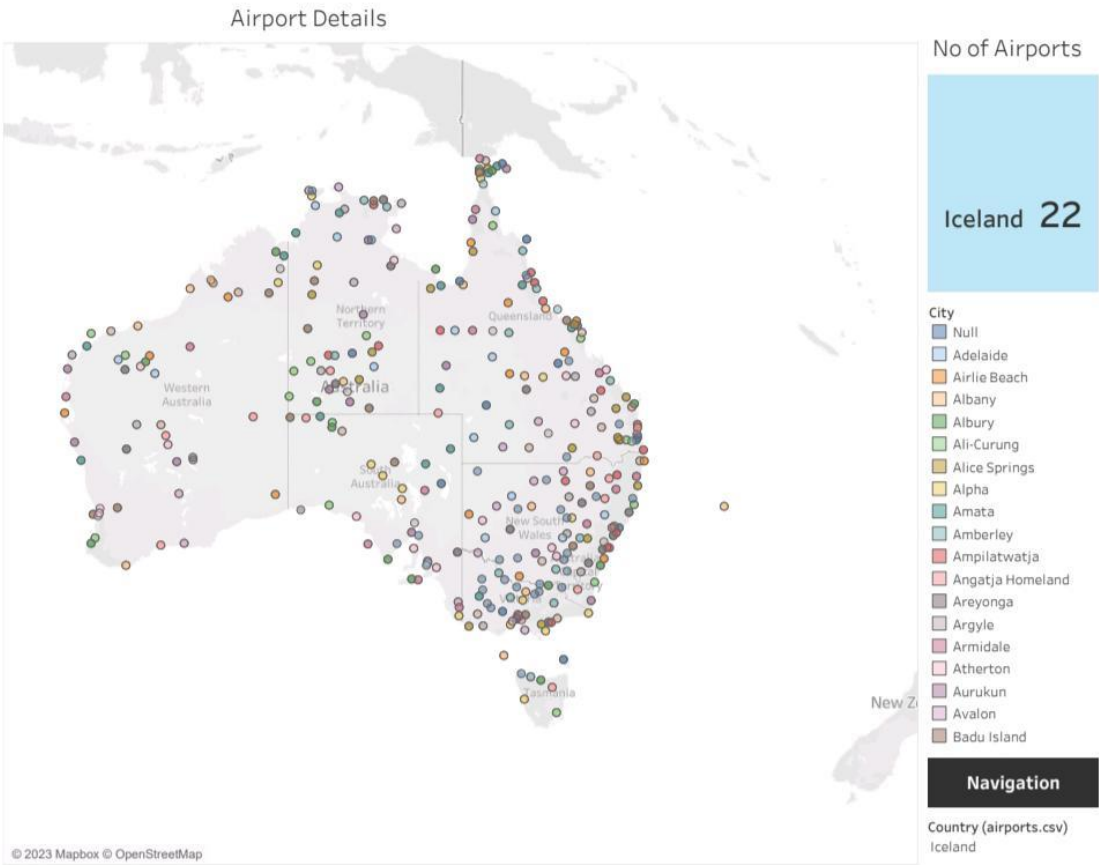 Airport Details
No of Airports
Iceland 22
Northern
Territory
Queensland
Western
Australia
Australia
South
Australia
New South
Wales
Tasmania
© 2023 Mapbox © OpenStreetMap
City
Null
Adelaide
Airlie Beach
Albany
Albury
Ali-Curung
Alice Springs
Alpha
Amata
Amberley
Ampilatwatja
Angatja Homeland
Areyonga
Argyle
Armidale
Atherton
Aurukun
Avalon
Badu Island
Navigation
Country (airports.csv)
Iceland